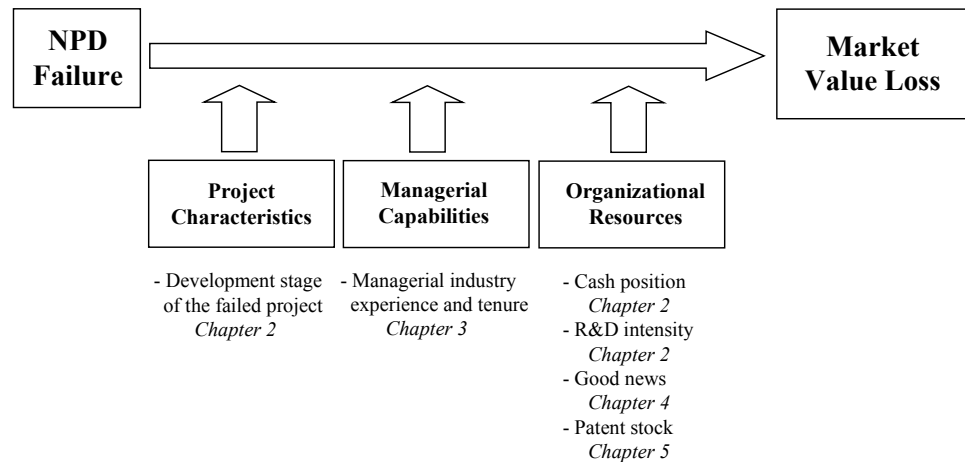 NPD
Failure
Market
Value Loss
Project
Characteristics
Managerial
Capabilities
Organizational
Resources
- Development stage
of the failed project
Chapter 2
- Managerial industry
experience and tenure
Chapter 3
- Cash position
Chapter 2
- R&D intensity
Chapter 2
- Good news
Chapter 4
- Patent stock
Chapter 5